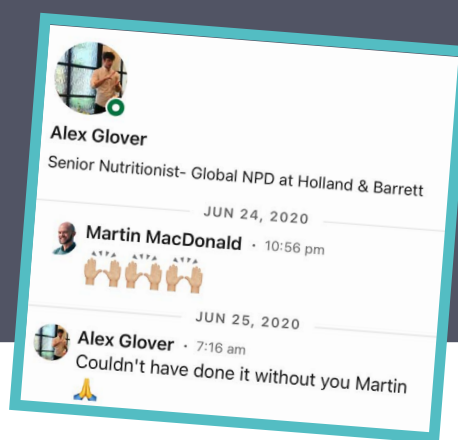 Alex Glover
Senior Nutritionist- Global NPD at Holland & Barrett
JUN 24, 2020
Martin MacDonald · 10:56 pm
🙌🏼🙌🏼🙌🏼
JUN 25, 2020
Alex Glover · 7:16 am
Couldn't have done it without you Martin
🙏